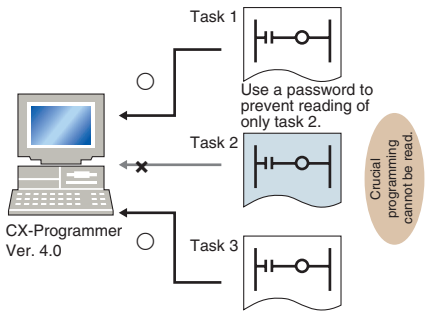 Task 1
Use a password to
prevent reading of
only task 2.
Task 2
Crucial
programming
cannot be read.
CX-Programmer
Ver. 4.0
Task 3